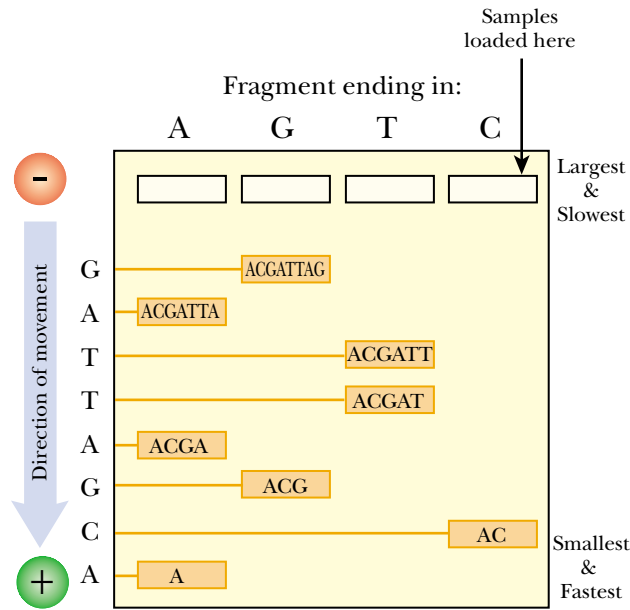 Samples
loaded here
Fragment ending in:
A G T C
-
Largest
&
Slowest
G ACGATTAG
A ACGATTA
T ACGATT
T ACGAT
A ACGA
G ACG
C AC
A A
Direction of movement
+
Smallest
&
Fastest